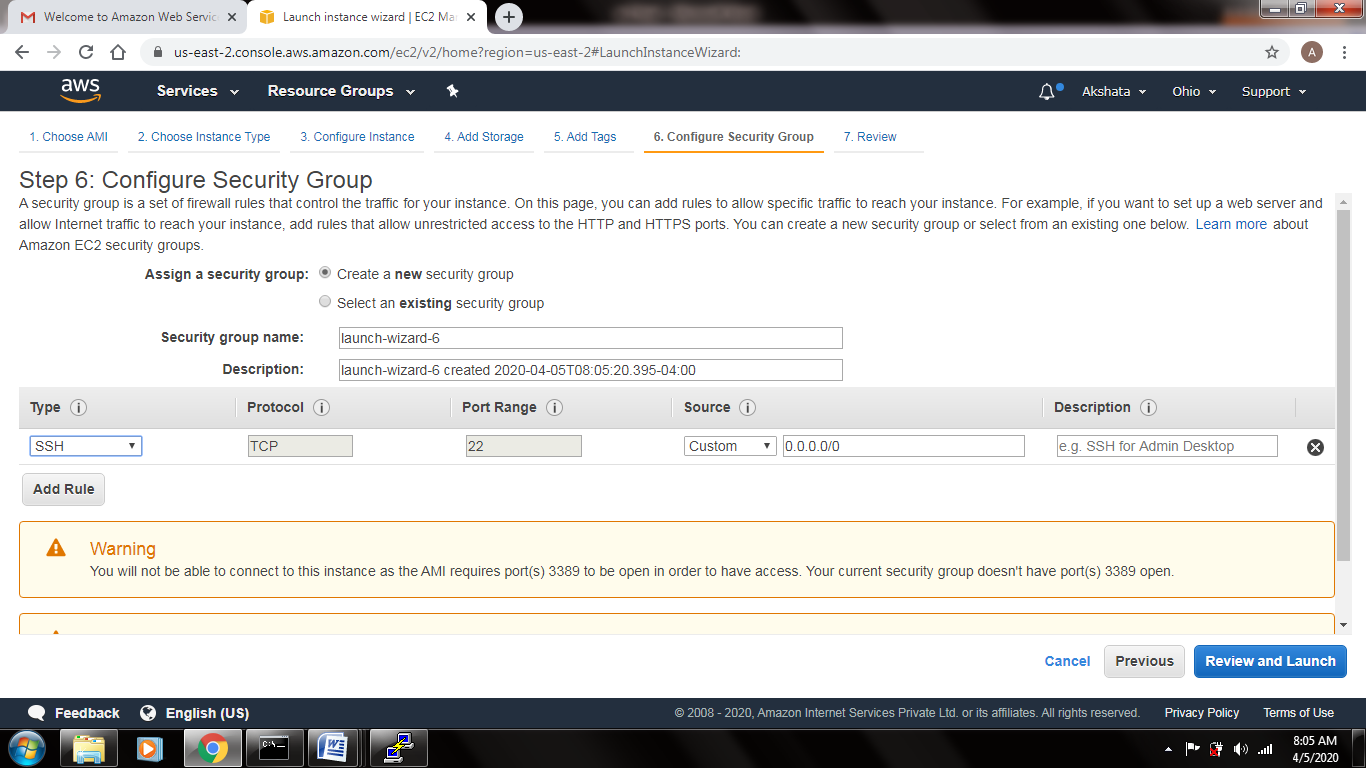 Welcome to Amazon Web Servic
Launch instance wizard | EC2 Mar
us-east-2.console.aws.amazon.com/ec2/v2/home?region=us-east-2#LaunchInstanceWizard:
A
aws
Services
Resource Groups
Akshata
Ohio
Support
1. Choose AMI
2. Choose Instance Type
3. Configure Instance
4. Add Storage
5. Add Tags
6. Configure Security Group
7. Review
Step 6: Configure Security Group
A security group is a set of firewall rules that control the traffic for your instance. On this page, you can add rules to allow specific traffic to reach your instance. For example, if you want to set up a web server and
allow Internet traffic to reach your instance, add rules that allow unrestricted access to the HTTP and HTTPS ports. You can create a new security group or select from an existing one below. Learn more about
Amazon EC2 security groups.
Assign a security group: Create a new security group
Select an existing security group
Security group name: launch-wizard-6
Description: launch-wizard-6 created 2020-04-05T08:05:20.395-04:00
Type Protocol Port Range Source Description
SSH TCP 22 Custom 0.0.0.0/0 e.g. SSH for Admin Desktop
Add Rule
Warning
You will not be able to connect to this instance as the AMI requires port(s) 3389 to be open in order to have access. Your current security group doesn't have port(s) 3389 open.
Cancel Previous Review and Launch
Feedback English (US) © 2008 - 2020, Amazon Internet Services Private Ltd. or its affiliates. All rights reserved. Privacy Policy Terms of Use
8:05 AM
4/5/2020